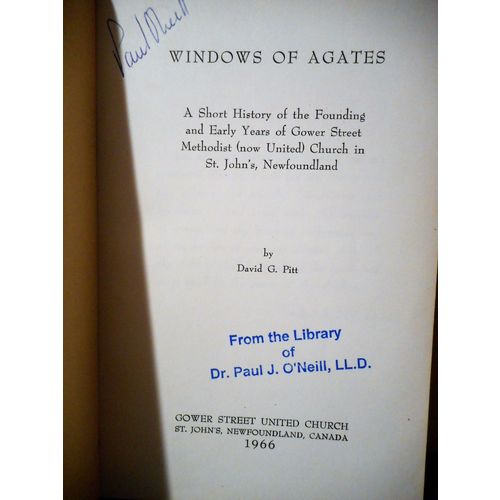 Paul O'Neill
WINDOWS OF AGATES
A Short History of the Founding
and Early Years of Gower Street
Methodist (now United) Church in
St. John's, Newfoundland
by
David G. Pitt
From the Library
of
Dr. Paul J. O'Neill, LL.D.
GOWER STREET UNITED CHURCH
ST. JOHN'S, NEWFOUNDLAND, CANADA
1966